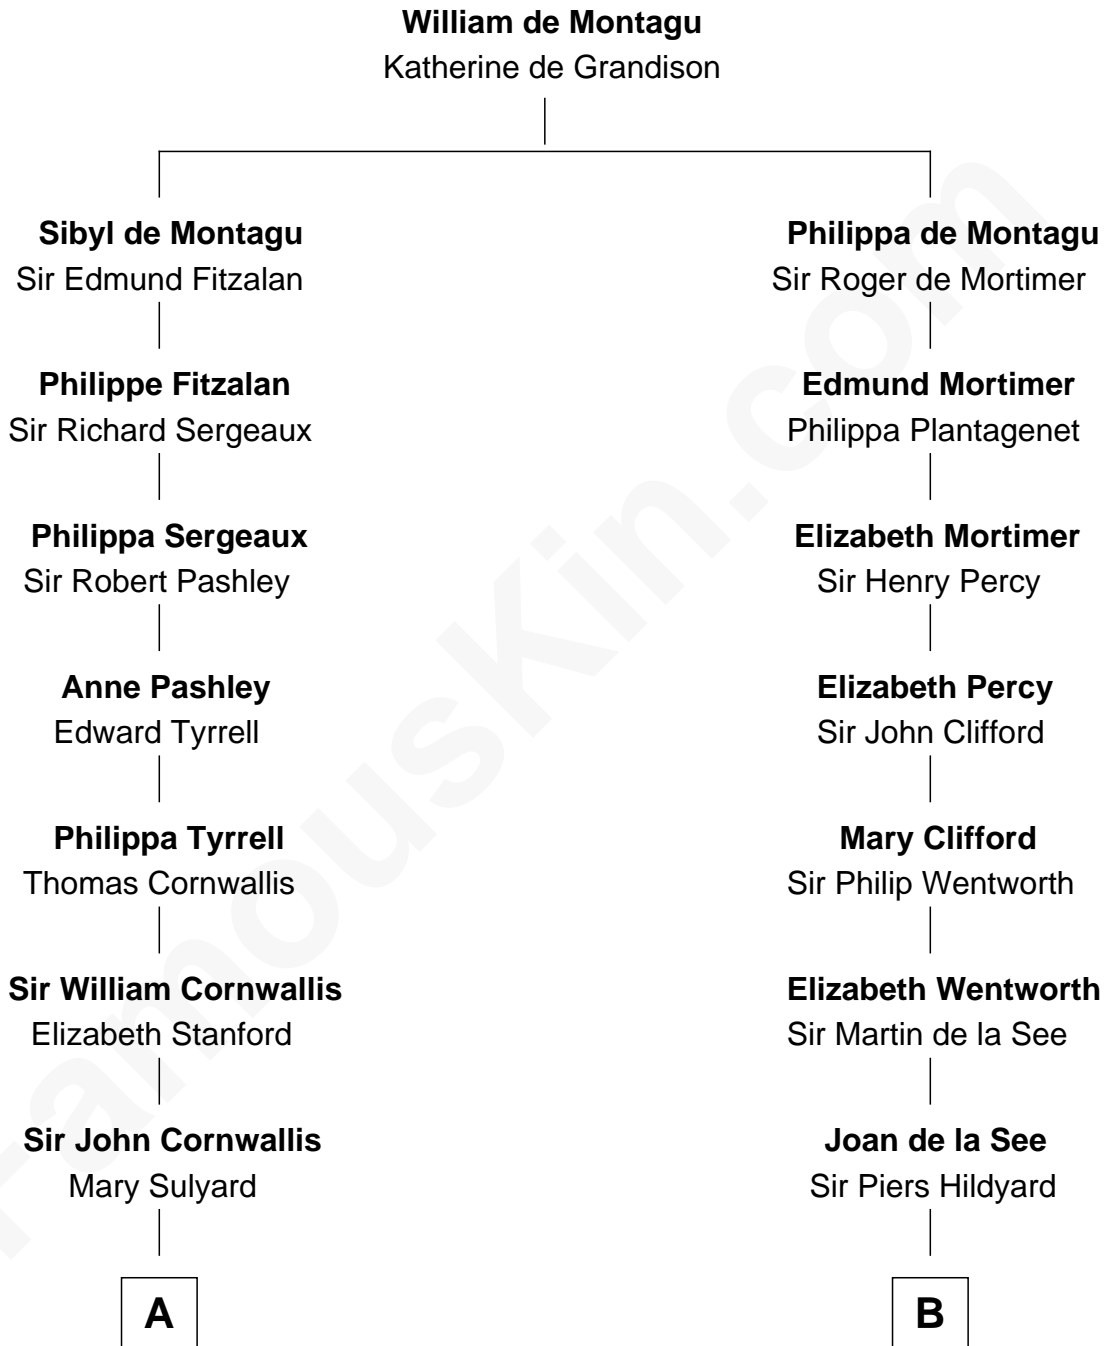 William de Montagu
Katherine de Grandison
Sibyl de Montagu
Sir Edmund Fitzalan
Philippa de Montagu
Sir Roger de Mortimer
Philippe Fitzalan
Sir Richard Sergeaux
Edmund Mortimer
Philippa Plantagenet
Philippa Sergeaux
Sir Robert Pashley
Elizabeth Mortimer
Sir Henry Percy
Anne Pashley
Edward Tyrrell
Elizabeth Percy
Sir John Clifford
Philippa Tyrrell
Thomas Cornwallis
Mary Clifford
Sir Philip Wentworth
Sir William Cornwallis
Elizabeth Stanford
Elizabeth Wentworth
Sir Martin de la See
Sir John Cornwallis
Mary Sulyard
Joan de la See
Sir Piers Hildyard
A
B
FamousKin.com